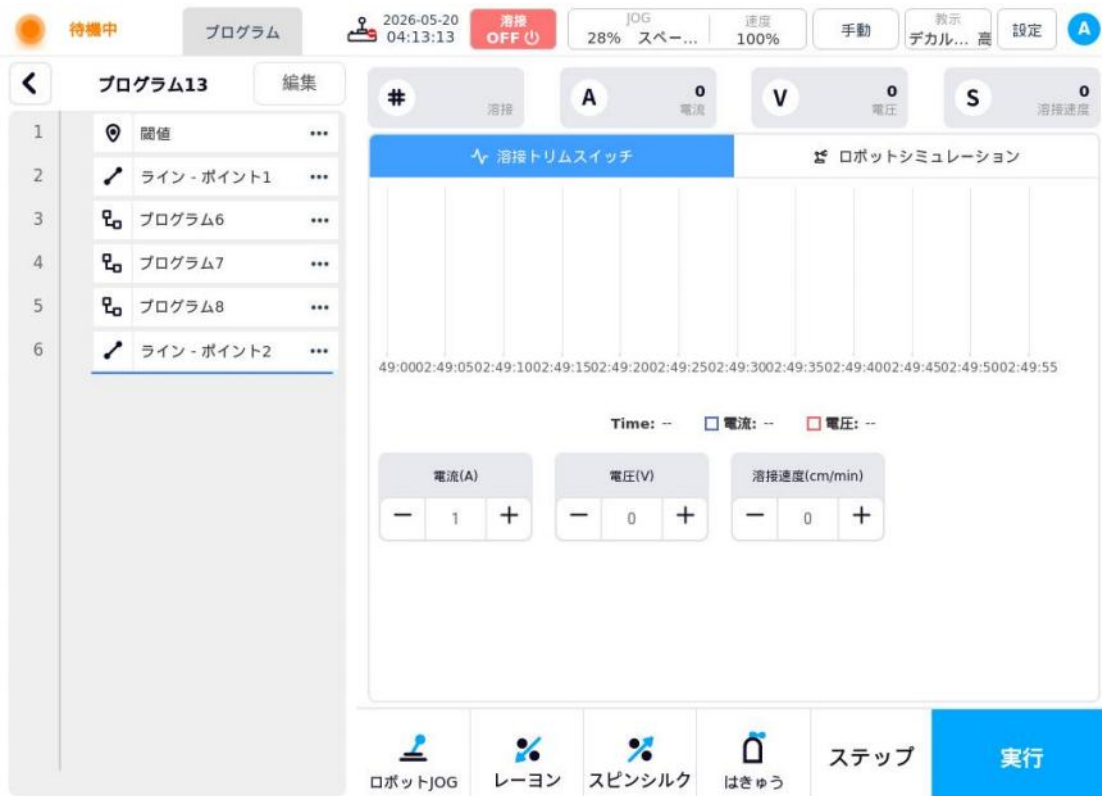 待機中
プログラム
2026-05-20
04:13:13
溶接
OFF
JOG
28% スペー...
速度
100%
手動
教示
デカル... 高
設定
A
プログラム13
編集
1 閾値
2 ライン - ポイント1
3 プログラム6
4 プログラム7
5 プログラム8
6 ライン - ポイント2
#
溶接
A
0
電流
V
0
電圧
S
0
溶接速度
溶接トリムスイッチ
ロボットシミュレーション
49:0002:49:0502:49:1002:49:1502:49:2002:49:2502:49:3002:49:3502:49:4002:49:4502:49:5002:49:55
Time: -- 電流: -- 電圧: --
電流(A)
− 1 +
電圧(V)
− 0 +
溶接速度(cm/min)
− 0 +
ロボットJOG
レーヨン
スピンシルク
はきゅう
ステップ
実行